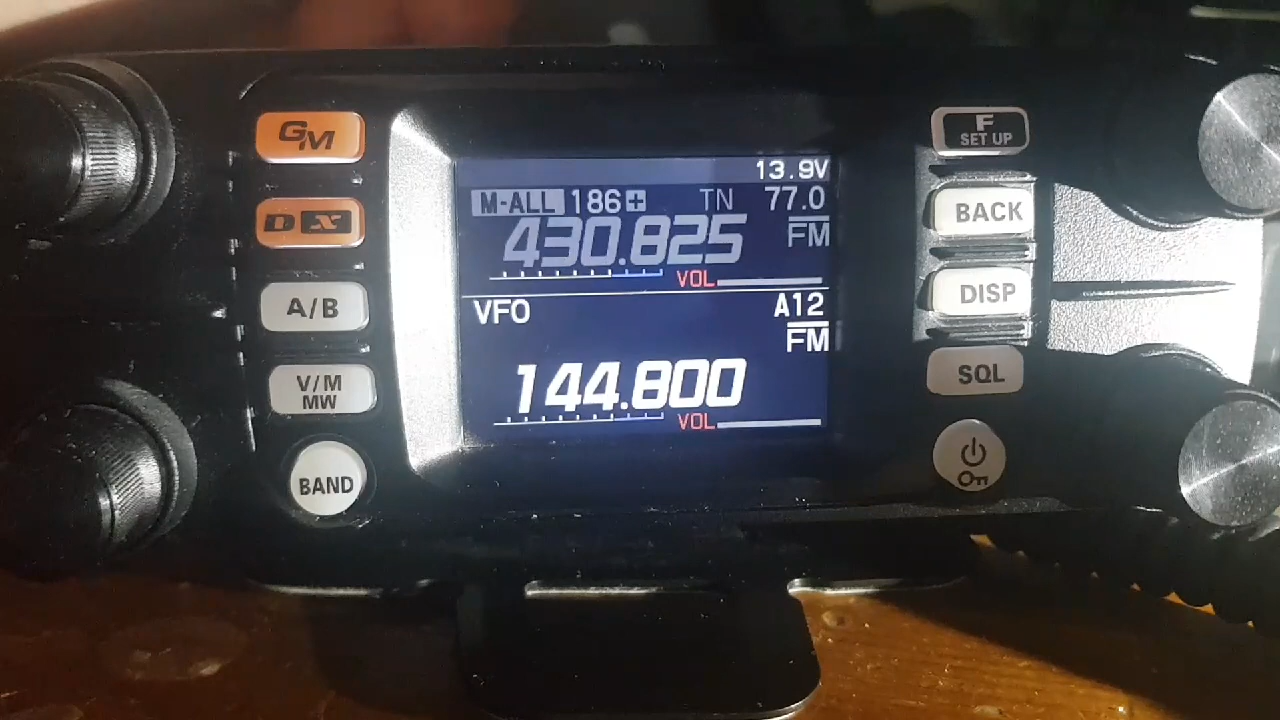 GM
DX
A/B
V/M
MW
BAND
13.9V
M-ALL 186+ TN 77.0
430.825 FM
VOL
VFO A12
FM
144.800
VOL
F
SET UP
BACK
DISP
SQL